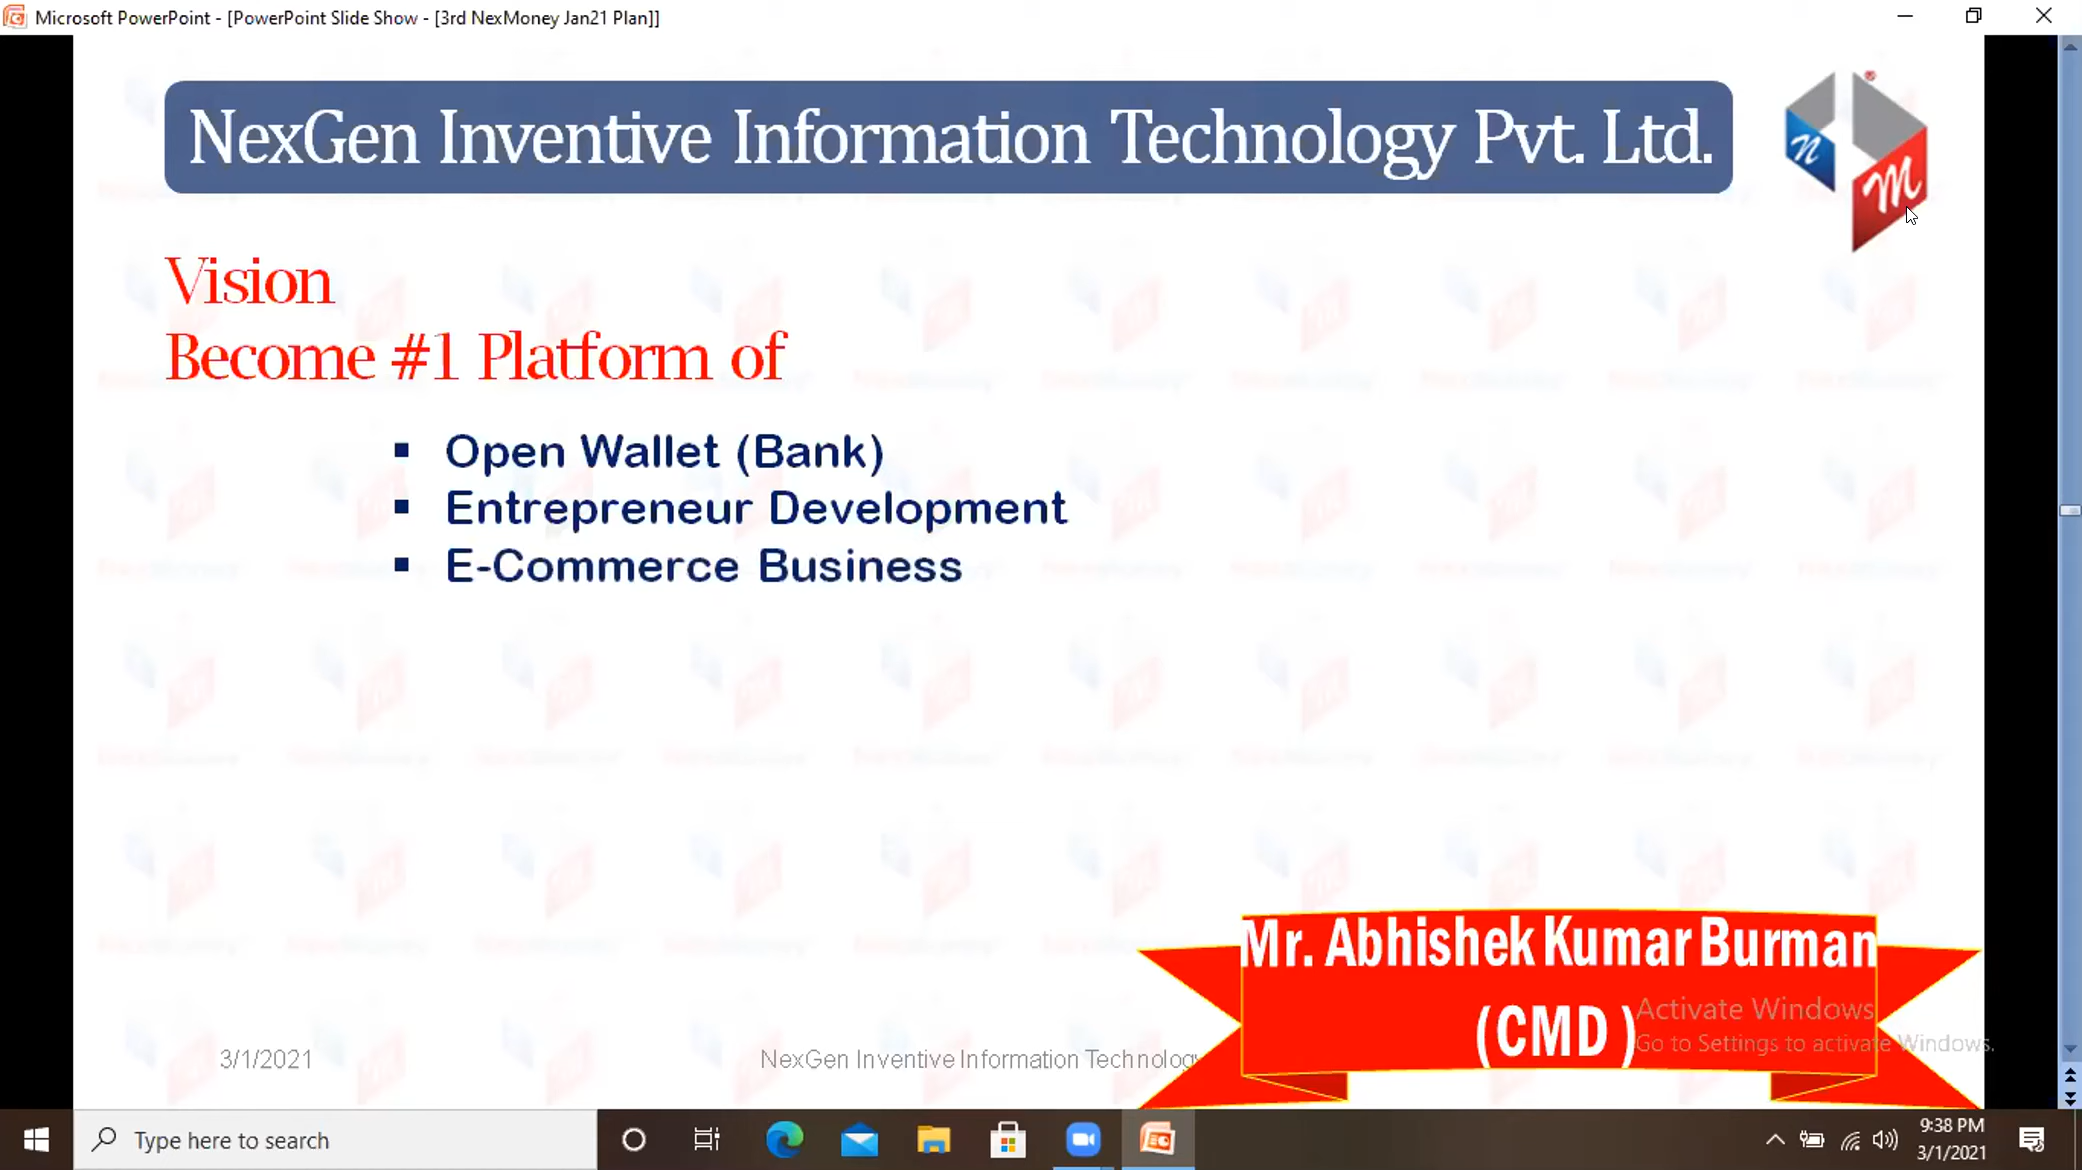 Microsoft PowerPoint - [PowerPoint Slide Show - [3rd NexMoney Jan21 Plan]]
NexGen Inventive Information Technology Pvt. Ltd.
n
M
®
Vision
Become #1 Platform of
▪ Open Wallet (Bank)
▪ Entrepreneur Development
▪ E-Commerce Business
Mr. Abhishek Kumar Burman
(CMD )
Activate Windows
Go to Settings to activate Windows.
3/1/2021
NexGen Inventive Information Technology
Type here to search
9:38 PM
3/1/2021